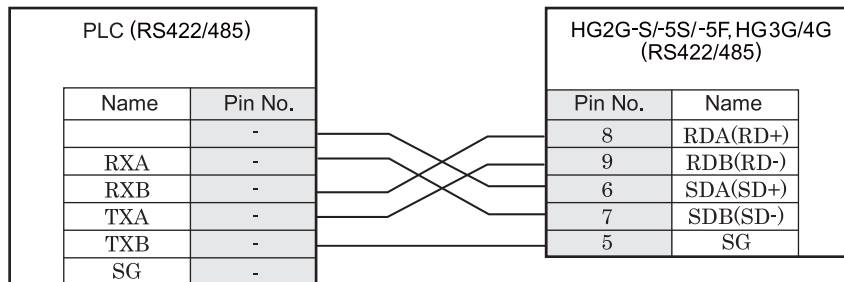 PLC (RS422/485)
Name Pin No.
-
RXA -
RXB -
TXA -
TXB -
SG -
HG2G-S/-5S/-5F, HG3G/4G
(RS422/485)
Pin No. Name
8 RDA(RD+)
9 RDB(RD-)
6 SDA(SD+)
7 SDB(SD-)
5 SG